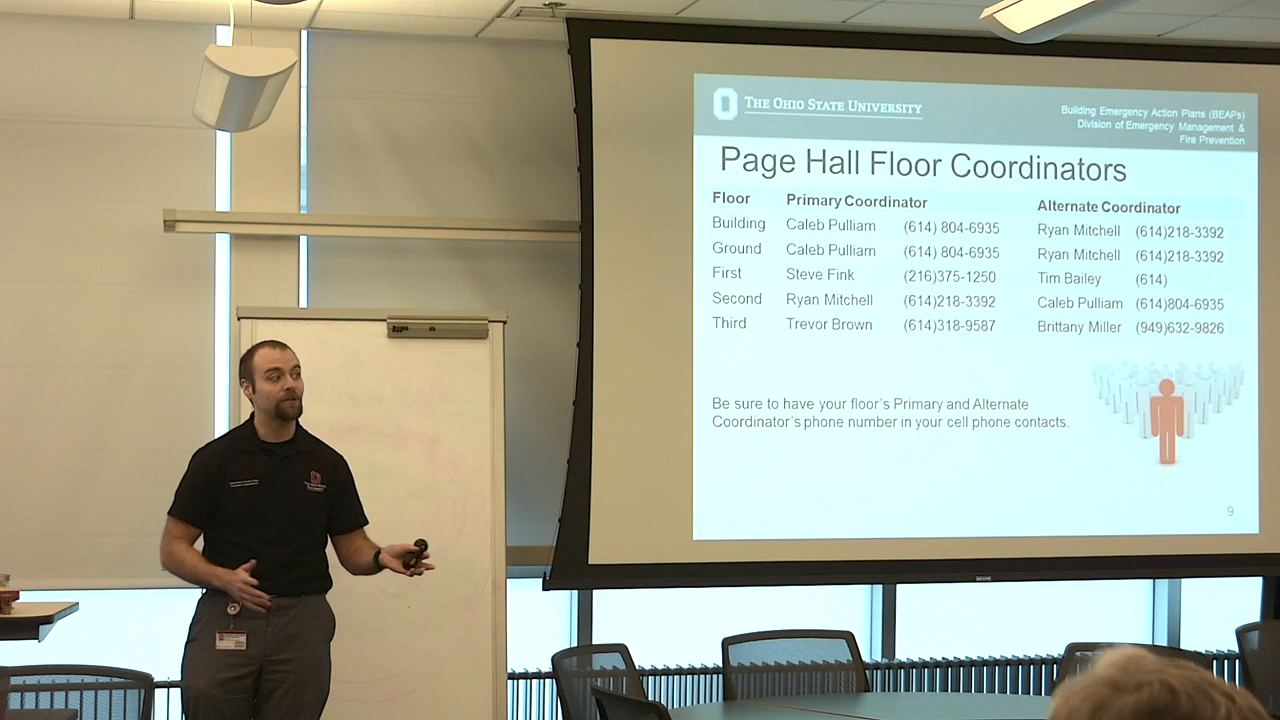 THE OHIO STATE UNIVERSITY
Building Emergency Action Plans (BEAPs)
Division of Emergency Management &
Fire Prevention
Page Hall Floor Coordinators
Floor Primary Coordinator Alternate Coordinator
Building Caleb Pulliam (614) 804-6935 Ryan Mitchell (614)218-3392
Ground Caleb Pulliam (614) 804-6935 Ryan Mitchell (614)218-3392
First Steve Fink (216)375-1250 Tim Bailey (614)
Second Ryan Mitchell (614)218-3392 Caleb Pulliam (614)804-6935
Third Trevor Brown (614)318-9587 Brittany Miller (949)632-9826
Be sure to have your floor's Primary and Alternate
Coordinator's phone number in your cell phone contacts.
9